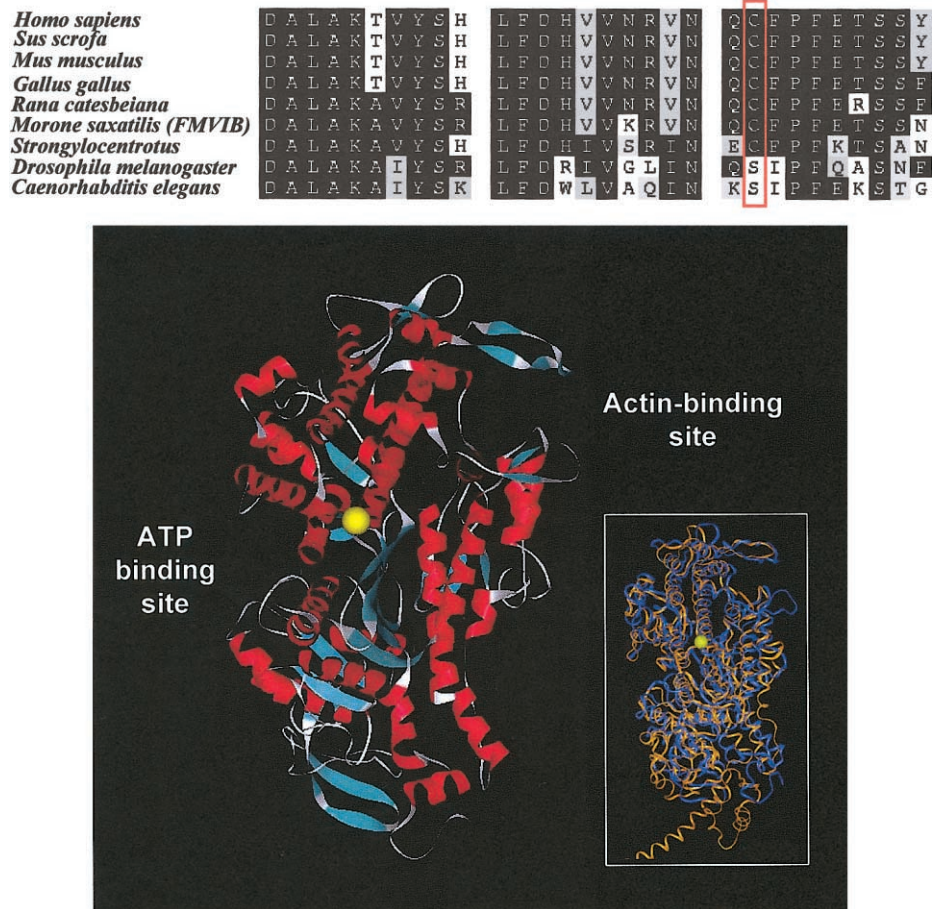 Homo sapiens DALAKTVYSH LFDHVVNRVN QCFPFETSSY
Sus scrofa DALAKTVYSH LFDHVVNRVN QCFPFETSSY
Mus musculus DALAKTVYSH LFDHVVNRVN QCFPFETSSY
Gallus gallus DALAKTVYSH LFDHVVNRVN QCFPFETSSF
Rana catesbeiana DALAKAVYSR LFDHVVNRVN QCFPFERSSF
Morone saxatilis (FMVIB) DALAKAVYSR LFDHVVKRVN QCFPFETSSN
Strongylocentrotus DALAKAVYSH LFDHIVSRIN ECFPFKTSAN
Drosophila melanogaster DALAKAIYSR LFDRIVGLIN QSIPFQASNF
Caenorhabditis elegans DALAKAIYSK LFDWLVAQIN KSIPFEKSTG
Actin-binding
site
ATP
binding
site